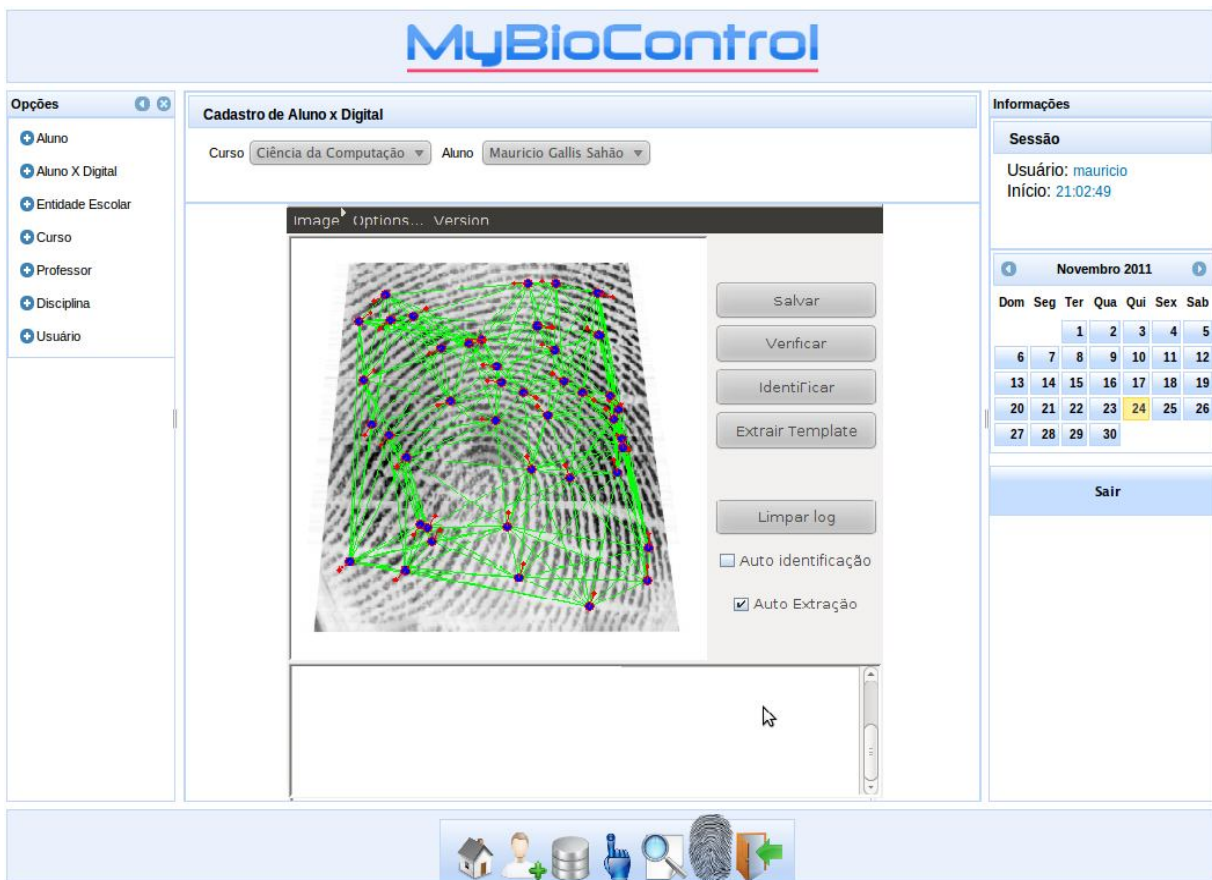 MyBioControl
Opções
Aluno
Aluno X Digital
Entidade Escolar
Curso
Professor
Disciplina
Usuário
Cadastro de Aluno x Digital
Curso Ciência da Computação Aluno Mauricio Gallis Sahão
Image Options... Version
Salvar
Verificar
Identificar
Extrair Template
Limpar log
Auto identificação
Auto Extração
Informações
Sessão
Usuário: mauricio
Início: 21:02:49
Novembro 2011
Dom Seg Ter Qua Qui Sex Sab
1 2 3 4 5
6 7 8 9 10 11 12
13 14 15 16 17 18 19
20 21 22 23 24 25 26
27 28 29 30
Sair